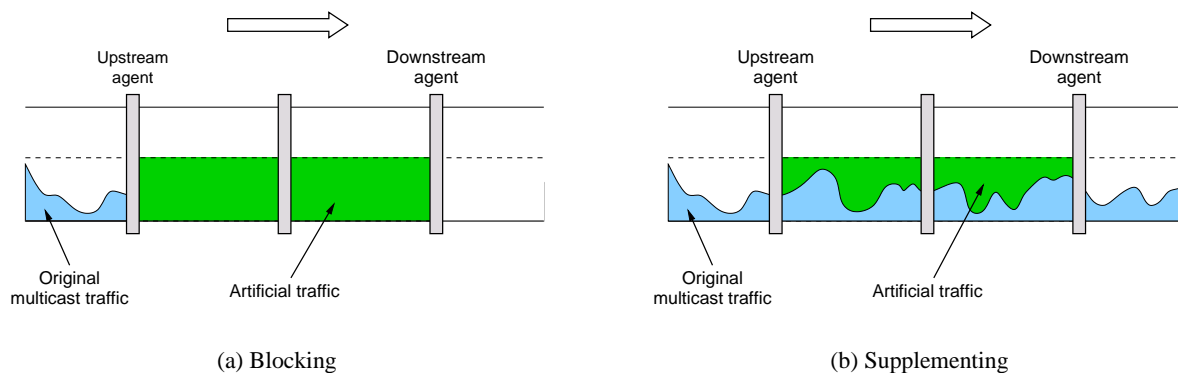 Upstream
agent
Downstream
agent
Original
multicast traffic
Artificial traffic
(a) Blocking
Upstream
agent
Downstream
agent
Original
multicast traffic
Artificial traffic
(b) Supplementing